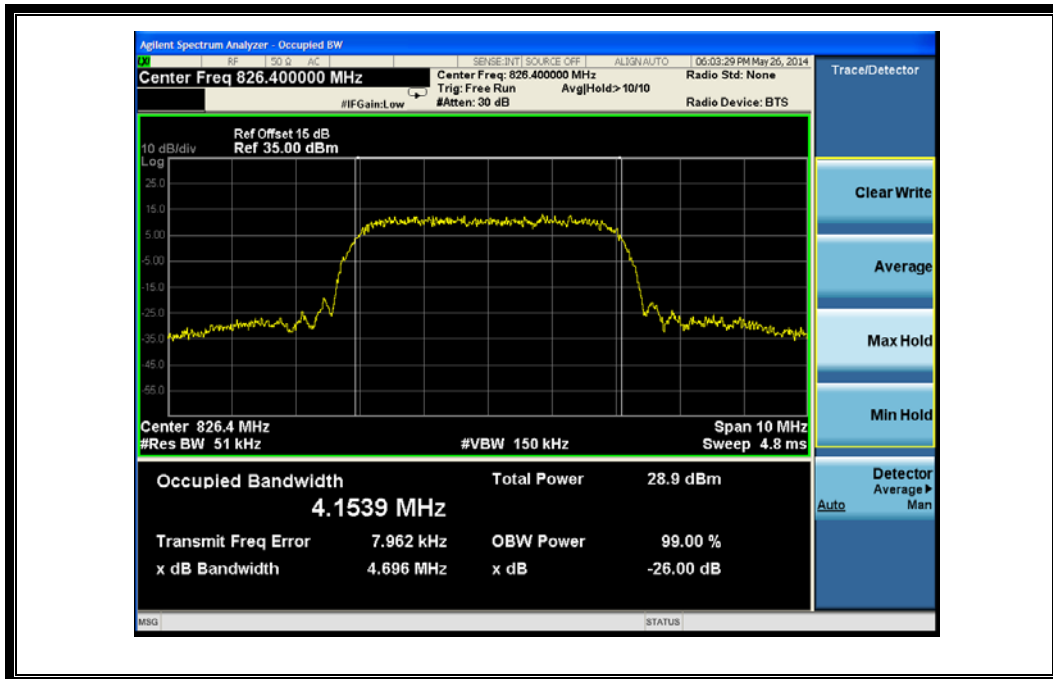 Agilent Spectrum Analyzer - Occupied BW
RF 50 Ω AC SENSE:INT SOURCE OFF ALIGN AUTO 06:03:29 PM May 26, 2014
Center Freq 826.400000 MHz
Center Freq: 826.400000 MHz
Radio Std: None
Trig: Free Run Avg|Hold:> 10/10
#IFGain:Low
#Atten: 30 dB
Radio Device: BTS
Trace/Detector
Ref Offset 15 dB
10 dB/div Ref 35.00 dBm
Log
25.0
15.0
5.00
-5.00
-15.0
-25.0
-35.0
-45.0
-55.0
Center 826.4 MHz Span 10 MHz
#Res BW 51 kHz #VBW 150 kHz Sweep 4.8 ms
Occupied Bandwidth Total Power 28.9 dBm
4.1539 MHz
Transmit Freq Error 7.962 kHz OBW Power 99.00 %
x dB Bandwidth 4.696 MHz x dB -26.00 dB
Clear Write
Average
Max Hold
Min Hold
Detector
Average
Auto Man
MSG STATUS